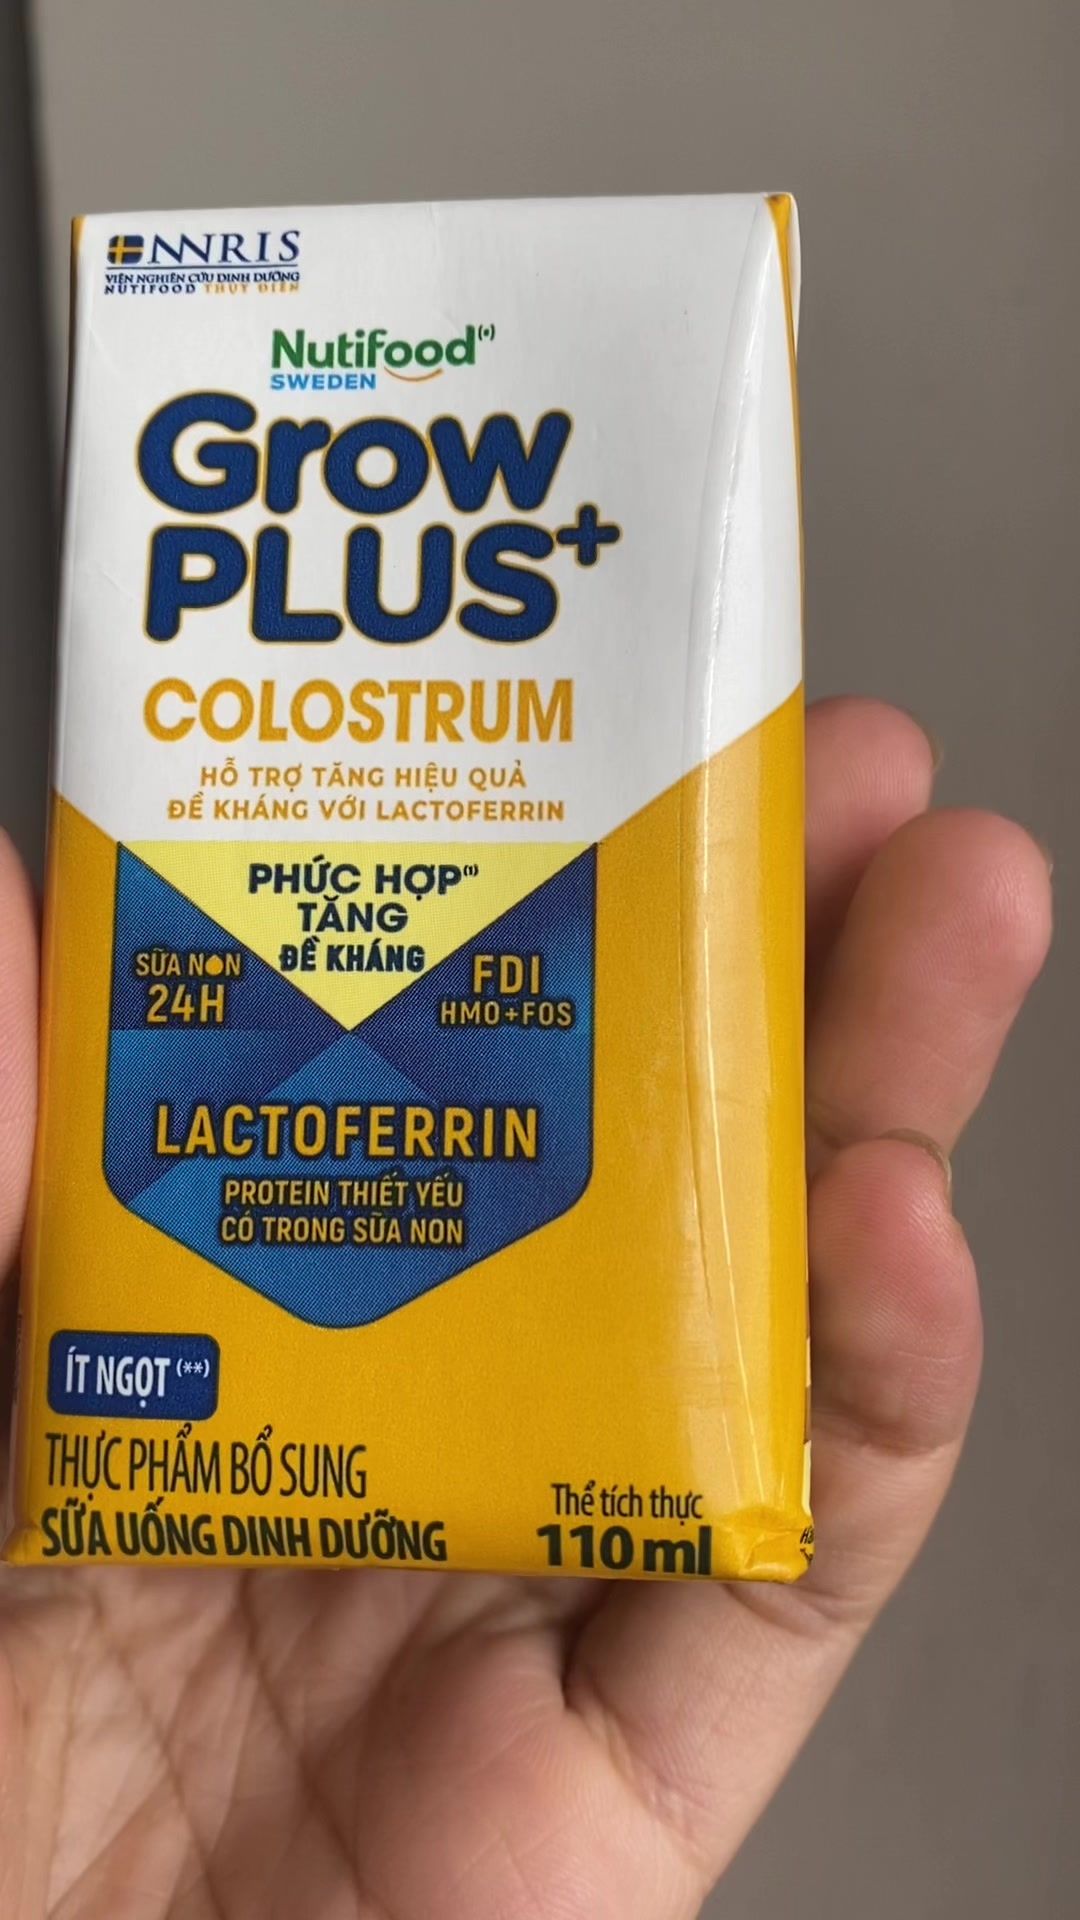 NNRIS
VIỆN NGHIÊN CỨU DINH DƯỠNG
NUTIFOOD THỤY ĐIỂN
Nutifood(•)
SWEDEN
Grow
PLUS+
COLOSTRUM
HỖ TRỢ TĂNG HIỆU QUẢ
ĐỀ KHÁNG VỚI LACTOFERRIN
PHỨC HỢP(1)
TĂNG
ĐỀ KHÁNG
SỮA NON
24H
FDI
HMO+FOS
LACTOFERRIN
PROTEIN THIẾT YẾU
CÓ TRONG SỮA NON
ÍT NGỌT (**)
THỰC PHẨM BỔ SUNG
SỮA UỐNG DINH DƯỠNG
Thể tích thực
110 ml